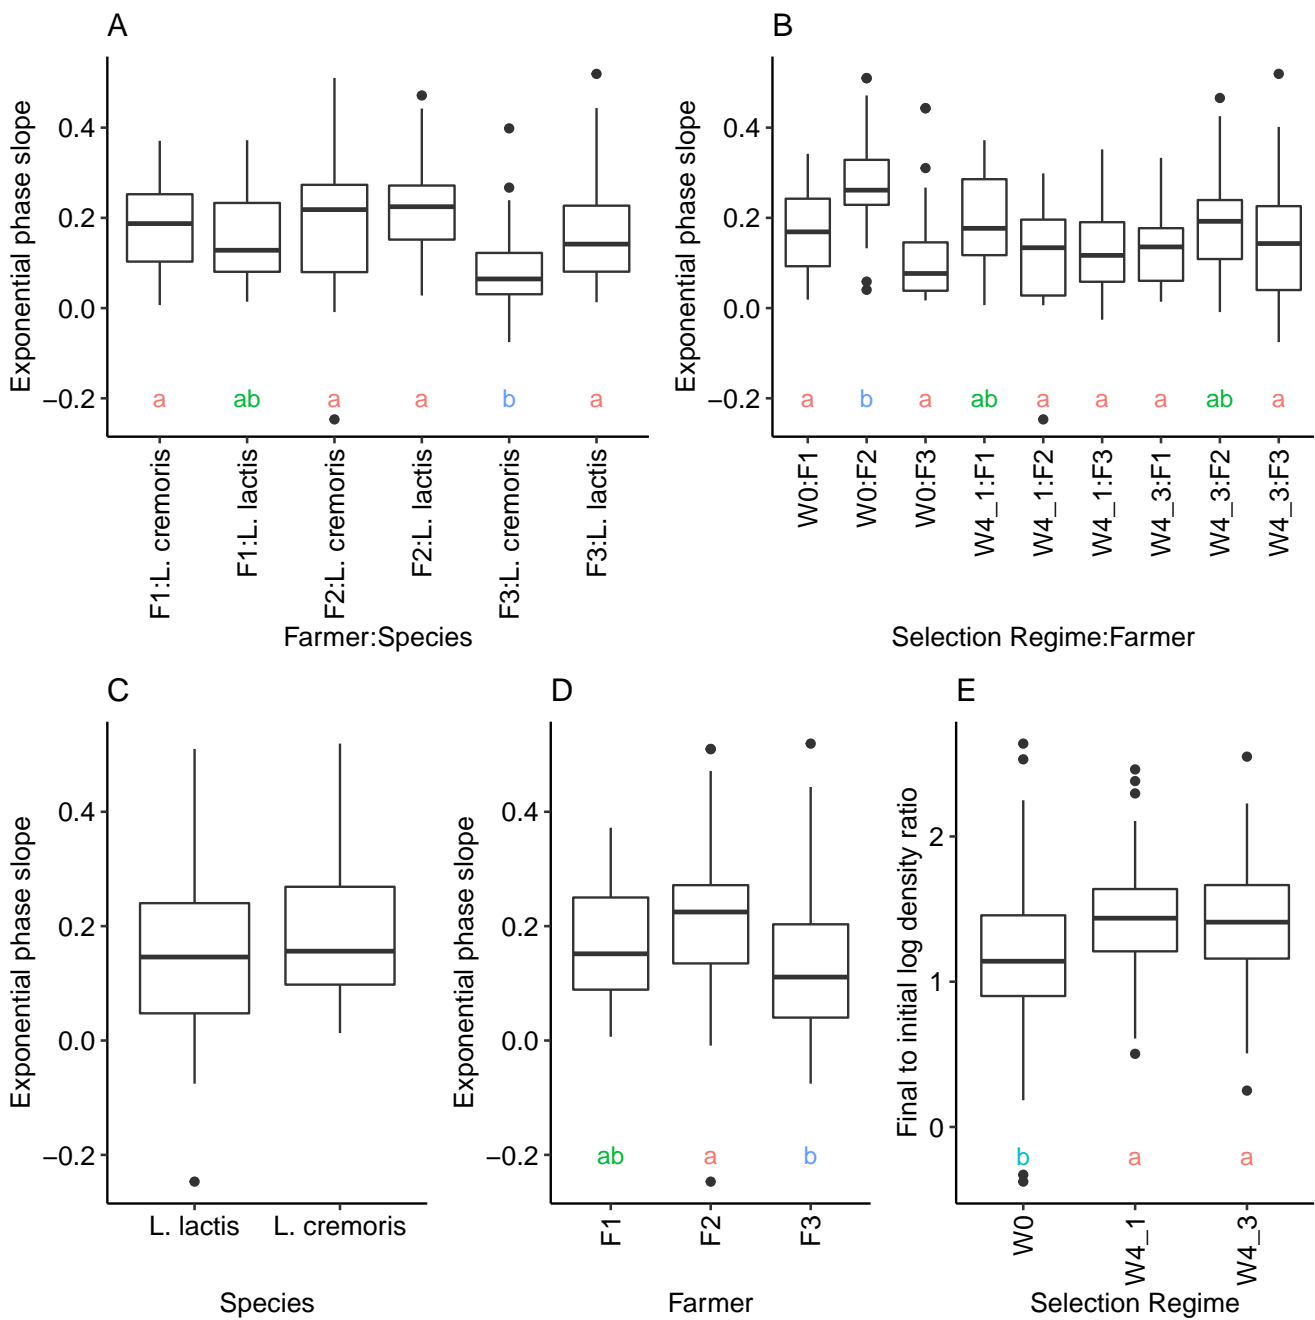 A
Exponential phase slope
0.4
0.2
0.0
−0.2
a
ab
a
a
b
a
F1:L. cremoris
F1:L. lactis
F2:L. cremoris
F2:L. lactis
F3:L. cremoris
F3:L. lactis
Farmer:Species
B
Exponential phase slope
0.4
0.2
0.0
−0.2
a
b
a
ab
a
a
a
ab
a
W0:F1
W0:F2
W0:F3
W4_1:F1
W4_1:F2
W4_1:F3
W4_3:F1
W4_3:F2
W4_3:F3
Selection Regime:Farmer
C
Exponential phase slope
0.4
0.2
0.0
−0.2
L. lactis
L. cremoris
Species
D
Exponential phase slope
0.4
0.2
0.0
−0.2
ab
a
b
F1
F2
F3
Farmer
E
Final to initial log density ratio
2
1
0
b
a
a
W0
W4_1
W4_3
Selection Regime